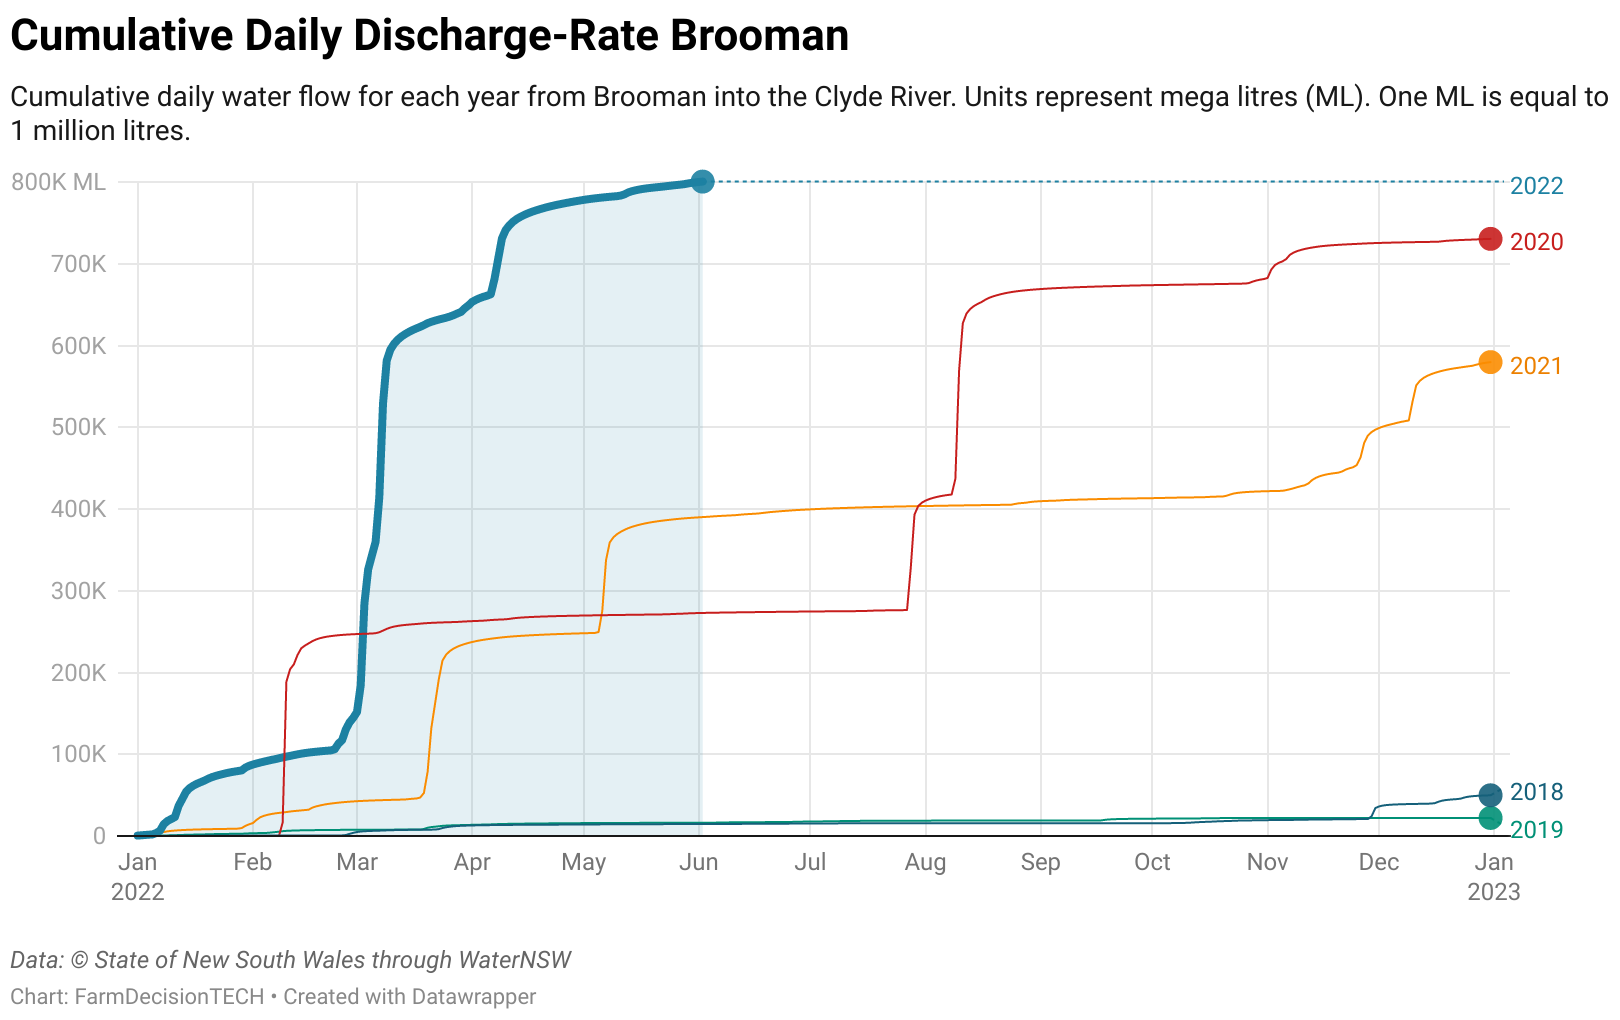 Cumulative Daily Discharge-Rate Brooman
Cumulative daily water flow for each year from Brooman into the Clyde River. Units represent mega litres (ML). One ML is equal to
1 million litres.
800K ML
700K
600K
500K
400K
300K
200K
100K
0
2022
2020
2021
2018
2019
Jan Feb Mar Apr May Jun Jul Aug Sep Oct Nov Dec Jan
2022 2023
Data: © State of New South Wales through WaterNSW
Chart: FarmDecisionTECH • Created with Datawrapper